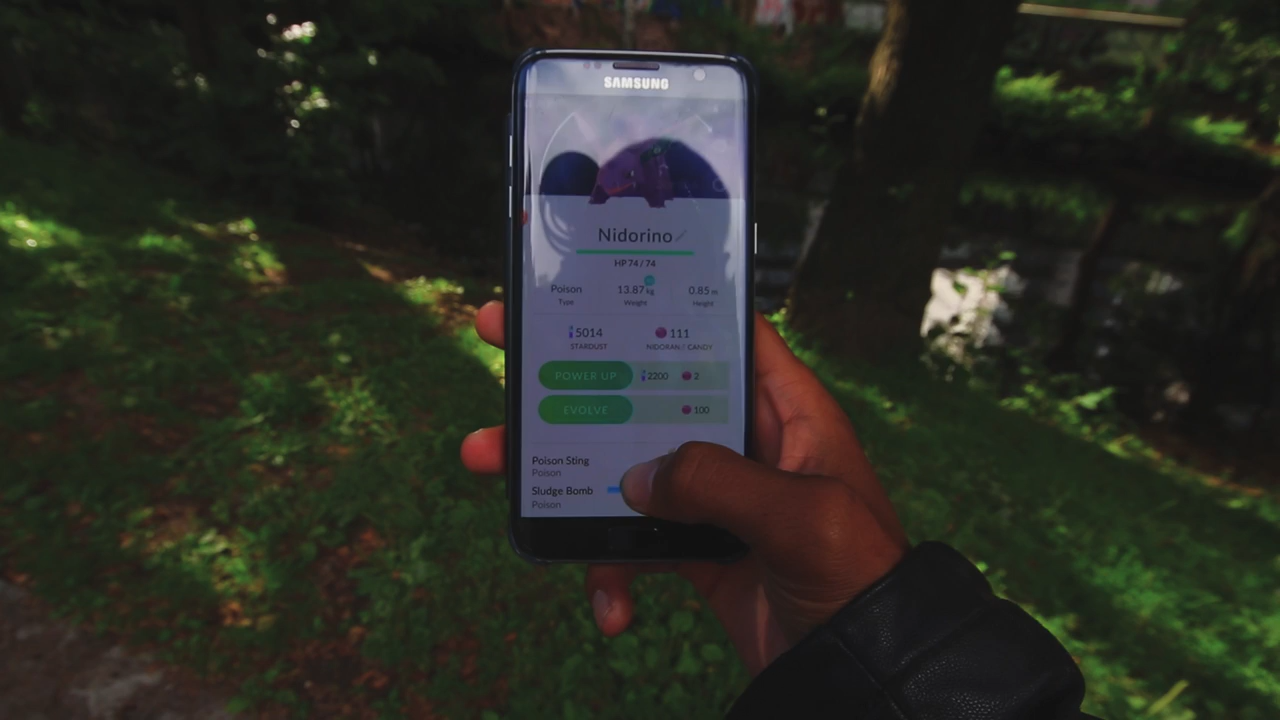 SAMSUNG
Nidorino
HP 74 / 74
Poison 13.87 kg 0.85 m
Type Weight Height
5014 111
STARDUST NIDORAN♂ CANDY
POWER UP 2200 2
EVOLVE 100
Poison Sting
Poison
Sludge Bomb
Poison